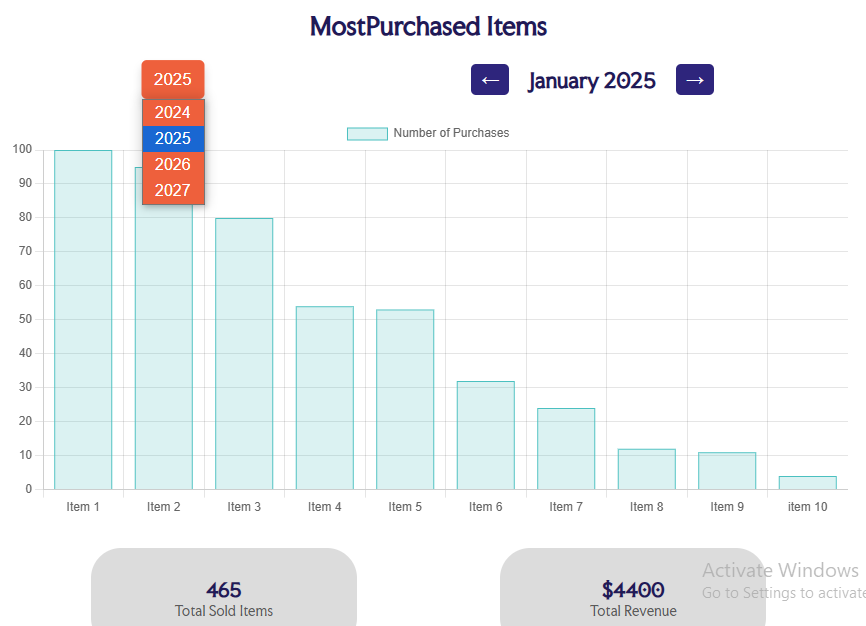 MostPurchased Items
2025
← January 2025 →
2024
2025
2026
2027
Number of Purchases
100
90
80
70
60
50
40
30
20
10
0
Item 1 Item 2 Item 3 Item 4 Item 5 Item 6 Item 7 Item 8 Item 9 item 10
465
Total Sold Items
$4400
Total Revenue
Activate Windows
Go to Settings to activate